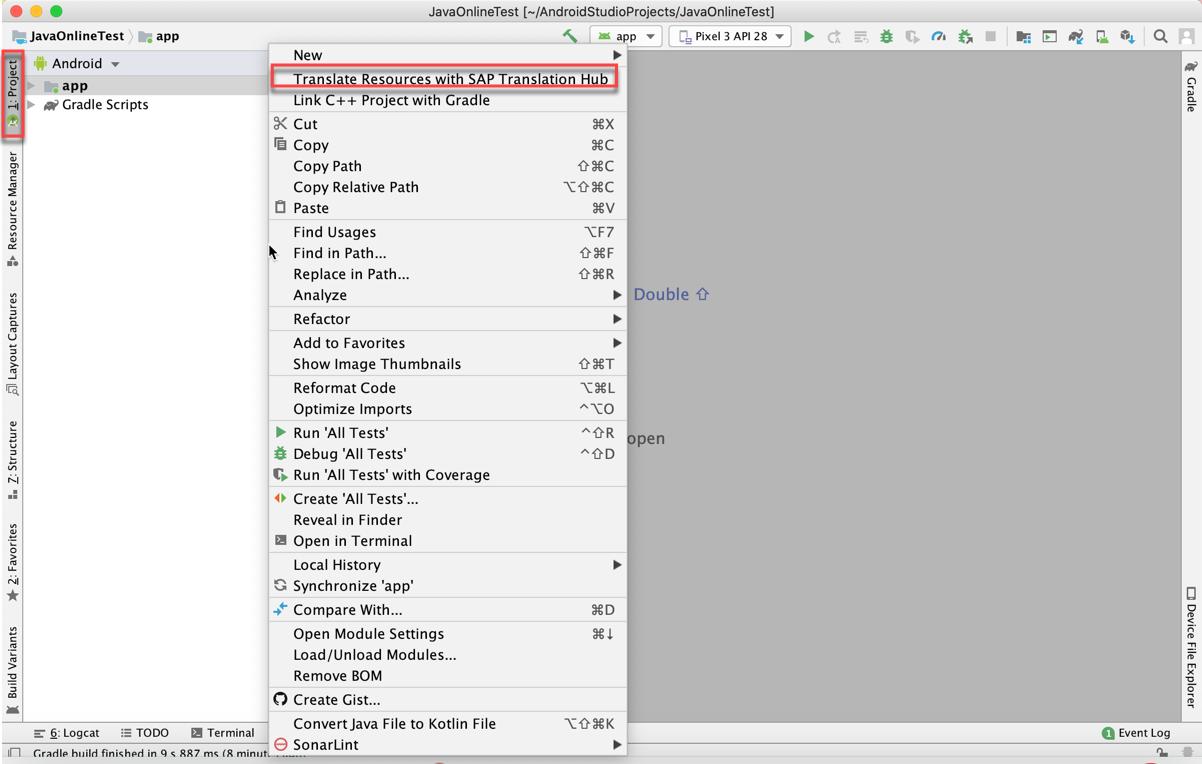 JavaOnlineTest [~/AndroidStudioProjects/JavaOnlineTest]
JavaOnlineTest app
app
Pixel 3 API 28
1: Project
Resource Manager
Layout Captures
Z: Structure
2: Favorites
Build Variants
Android
app
Gradle Scripts
New
Translate Resources with SAP Translation Hub
Link C++ Project with Gradle
Cut ⌘X
Copy ⌘C
Copy Path ⇧⌘C
Copy Relative Path ⌥⇧⌘C
Paste ⌘V
Find Usages ⌥F7
Find in Path... ⇧⌘F
Replace in Path... ⇧⌘R
Analyze
Refactor
Add to Favorites
Show Image Thumbnails ⇧⌘T
Reformat Code ⌥⌘L
Optimize Imports ^⌥O
Run 'All Tests' ^⇧R
Debug 'All Tests' ^⇧D
Run 'All Tests' with Coverage
Create 'All Tests'...
Reveal in Finder
Open in Terminal
Local History
Synchronize 'app'
Compare With... ⌘D
Open Module Settings ⌘↓
Load/Unload Modules...
Remove BOM
Create Gist...
Convert Java File to Kotlin File ⌥⇧⌘K
SonarLint
Double ⇧
open
Gradle
Device File Explorer
6: Logcat TODO Terminal
1 Event Log
Gradle build finished in 9 s 887 ms (8 minut